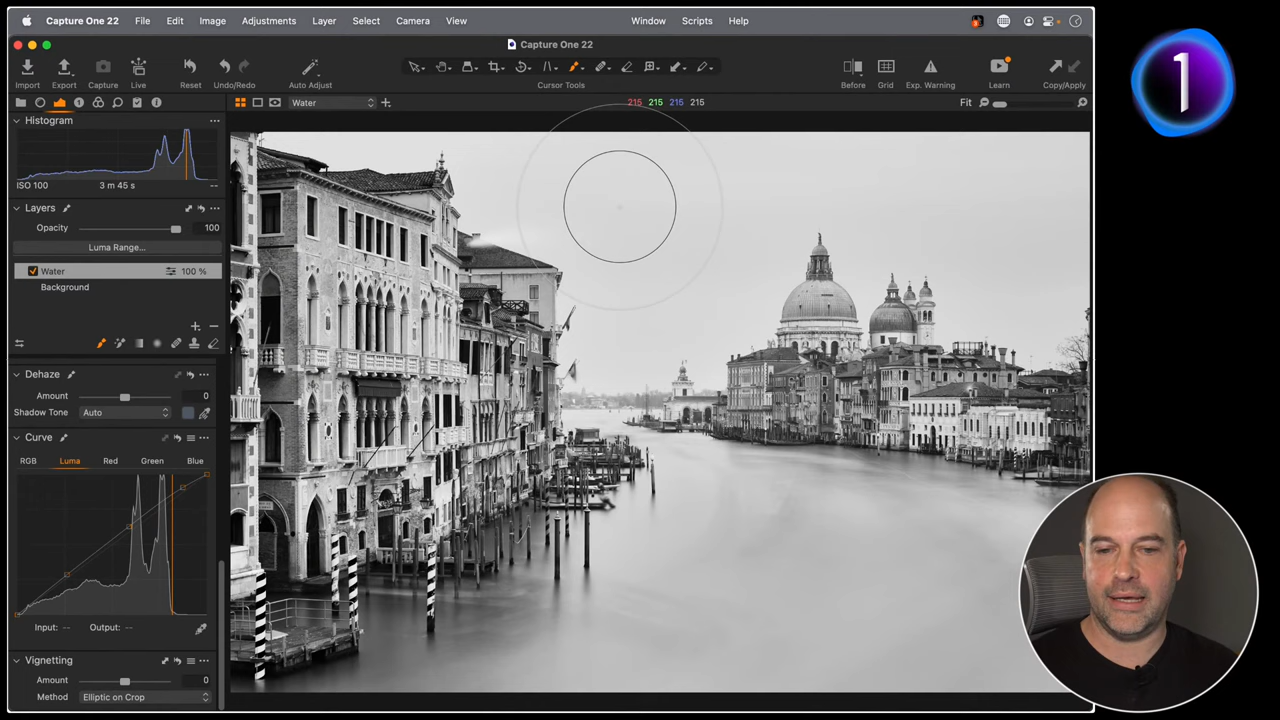 Capture One 22 File Edit Image Adjustments Layer Select Camera View Window Scripts Help
Capture One 22
Import Export Capture Live Reset Undo/Redo Auto Adjust Cursor Tools Before Grid Exp. Warning Learn Copy/Apply
Water 215 215 215 215 Fit
Histogram
ISO 100 3 m 45 s --
Layers
Opacity 100
Luma Range...
Water 100 %
Background
Dehaze
Amount 0
Shadow Tone Auto
Curve
RGB Luma Red Green Blue
Input: -- Output: --
Vignetting
Amount 0
Method Elliptic on Crop
1